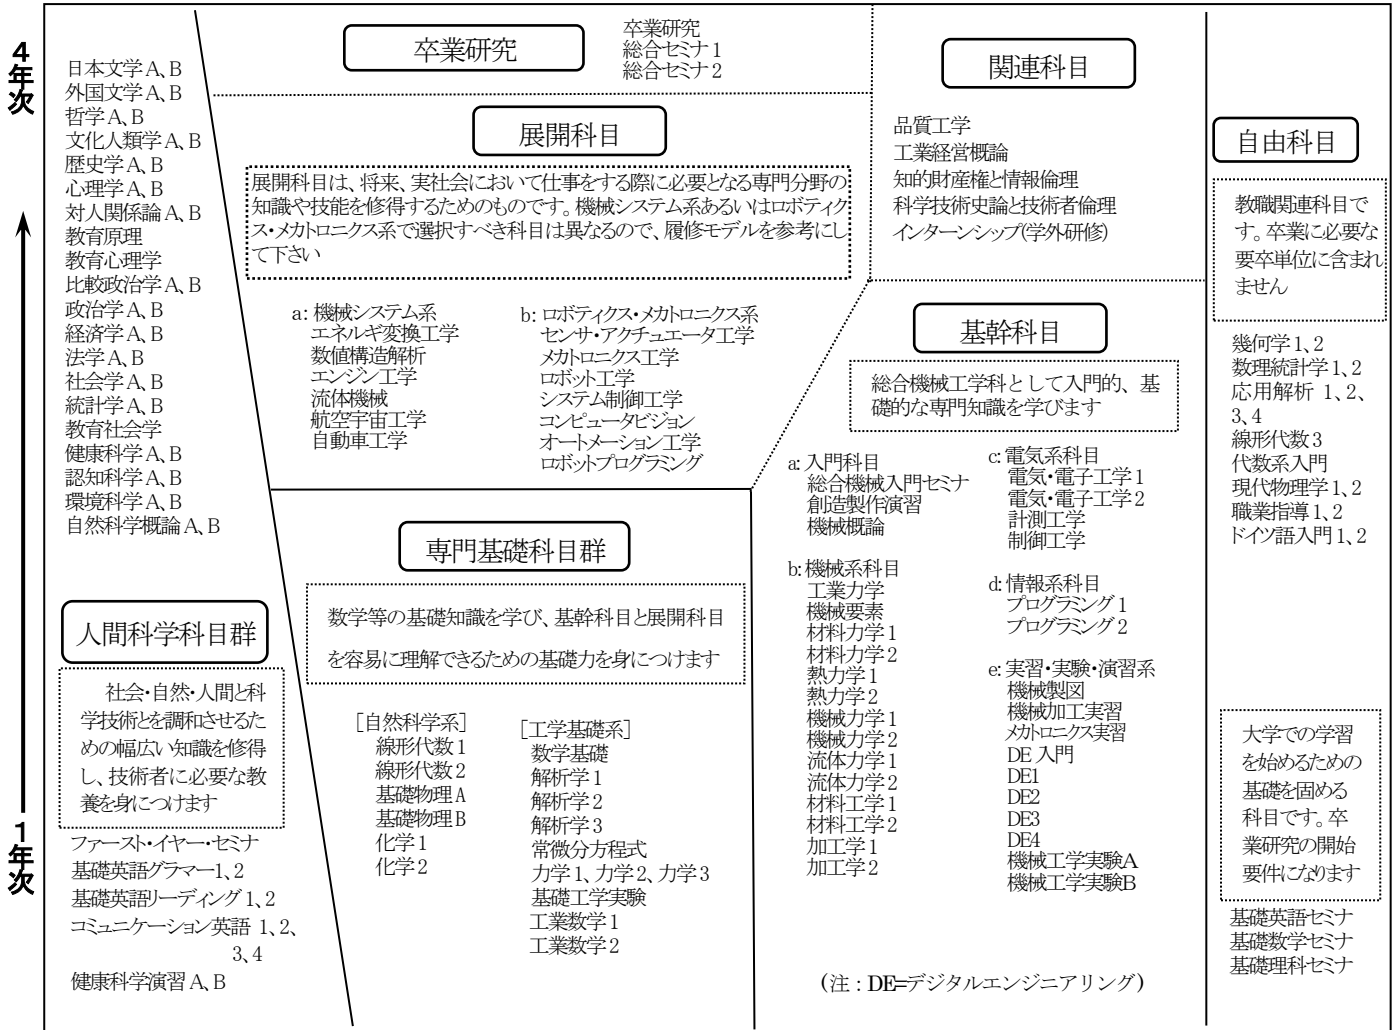 4年次
1年次
日本文学A、B
外国文学A、B
哲学A、B
文化人類学A、B
歴史学A、B
心理学A、B
対人関係論A、B
教育原理
教育心理学
比較政治学A、B
政治学A、B
経済学A、B
法学A、B
社会学A、B
統計学A、B
教育社会学
健康科学A、B
認知科学A、B
環境科学A、B
自然科学概論A、B
人間科学科目群
社会・自然・人間と科
学技術とを調和させるた
めの幅広い知識を修得
し、技術者に必要な教
養を身につけます
ファースト・イヤー・セミナ
基礎英語グラマー1、2
基礎英語リーディング1、2
コミュニケーション英語 1、2、
3、4
健康科学演習A、B
卒業研究
卒業研究
総合セミナ1
総合セミナ2
展開科目
展開科目は、将来、実社会において仕事をする際に必要となる専門分野の
知識や技能を修得するためのものです。機械システム系あるいはロボティク
ス・メカトロニクス系で選択すべき科目は異なるので、履修モデルを参考にし
て下さい
a: 機械システム系
エネルギ変換工学
数値構造解析
エンジン工学
流体機械
航空宇宙工学
自動車工学
b: ロボティクス・メカトロニクス系
センサ・アクチュエータ工学
メカトロニクス工学
ロボット工学
システム制御工学
コンピュータビジョン
オートメーション工学
ロボットプログラミング
専門基礎科目群
数学等の基礎知識を学び、基幹科目と展開科目
を容易に理解できるための基礎力を身につけます
[自然科学系]
線形代数1
線形代数2
基礎物理A
基礎物理B
化学1
化学2
[工学基礎系]
数学基礎
解析学1
解析学2
解析学3
常微分方程式
力学1、力学2、力学3
基礎工学実験
工業数学1
工業数学2
関連科目
品質工学
工業経営概論
知的財産権と情報倫理
科学技術史論と技術者倫理
インターンシップ(学外研修)
基幹科目
総合機械工学科として入門的、基
礎的な専門知識を学びます
a: 入門科目
総合機械入門セミナ
創造製作演習
機械概論
b: 機械系科目
工業力学
機械要素
材料力学1
材料力学2
熱力学1
熱力学2
機械力学1
機械力学2
流体力学1
流体力学2
材料工学1
材料工学2
加工学1
加工学2
c: 電気系科目
電気・電子工学1
電気・電子工学2
計測工学
制御工学
d: 情報系科目
プログラミング1
プログラミング2
e: 実習・実験・演習系
機械製図
機械加工実習
メカトロニクス実習
DE 入門
DE1
DE2
DE3
DE4
機械工学実験A
機械工学実験B
(注：DE=デジタルエンジニアリング)
自由科目
教職関連科目で
す。卒業に必要な
要卒単位に含まれ
ません
幾何学1、2
数理統計学1、2
応用解析 1、2、
3、4
線形代数3
代数系入門
現代物理学1、2
職業指導1、2
ドイツ語入門1、2
大学での学習
を始めるための
基礎を固める
科目です。卒
業研究の開始
要件になります
基礎英語セミナ
基礎数学セミナ
基礎理科セミナ